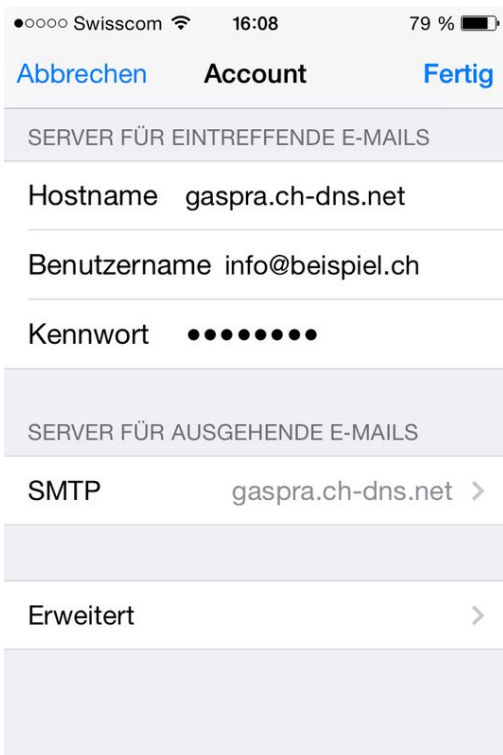 ●○○○○ Swisscom 16:08 79 %
Abbrechen Account Fertig
SERVER FÜR EINTREFFENDE E-MAILS
Hostname gaspra.ch-dns.net
Benutzername info@beispiel.ch
Kennwort ●●●●●●●●
SERVER FÜR AUSGEHENDE E-MAILS
SMTP gaspra.ch-dns.net >
Erweitert >